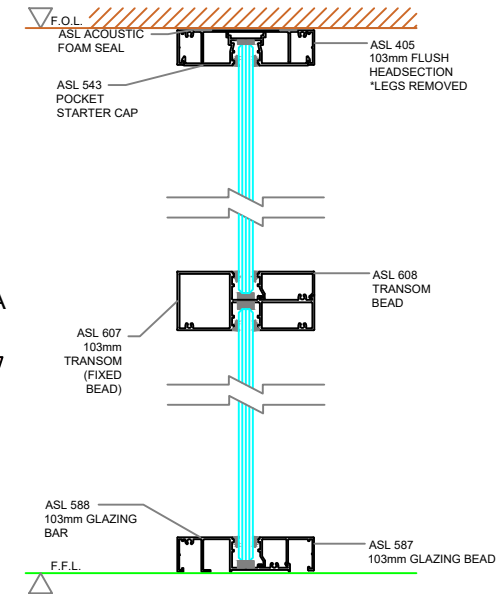 F.O.L.
ASL ACOUSTIC
FOAM SEAL
ASL 405
103mm FLUSH
HEADSECTION
*LEGS REMOVED
ASL 543
POCKET
STARTER CAP
ASL 608
TRANSOM
BEAD
A
ASL 607
103mm
TRANSOM
(FIXED
BEAD)
ASL 588
103mm GLAZING
BAR
ASL 587
103mm GLAZING BEAD
F.F.L.